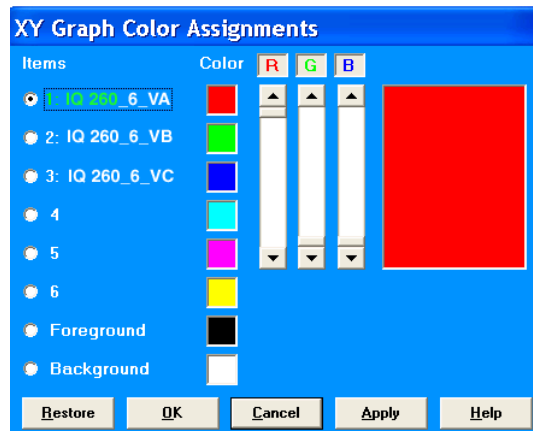 XY Graph Color Assignments
Items Color R G B
1: IQ 260_6_VA
2: IQ 260_6_VB
3: IQ 260_6_VC
4
5
6
Foreground
Background
Restore OK Cancel Apply Help